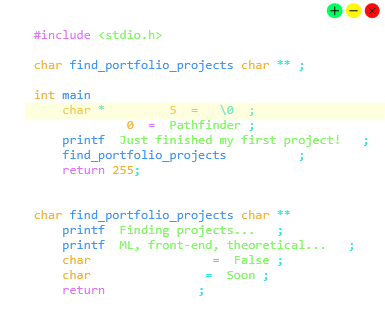 #include <stdio.h>
char find_portfolio_projects char ** ;
int main
char * 5 = \0 ;
0 = Pathfinder ;
printf Just finished my first project! ;
find_portfolio_projects ;
return 255;
char find_portfolio_projects char **
printf Finding projects... ;
printf ML, front-end, theoretical... ;
char = False ;
char = Soon ;
return ;